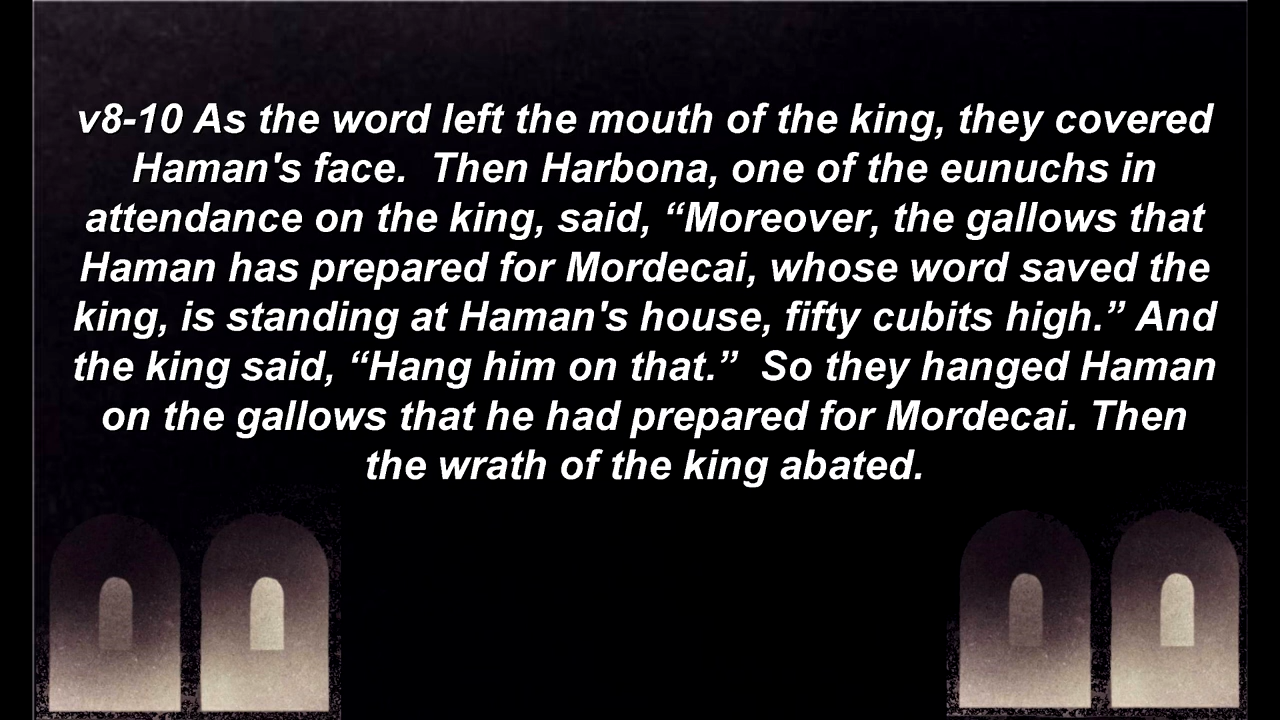 v8-10 As the word left the mouth of the king, they covered
Haman's face.  Then Harbona, one of the eunuchs in
attendance on the king, said, “Moreover, the gallows that
Haman has prepared for Mordecai, whose word saved the
king, is standing at Haman's house, fifty cubits high.” And
the king said, “Hang him on that.”  So they hanged Haman
on the gallows that he had prepared for Mordecai. Then
the wrath of the king abated.